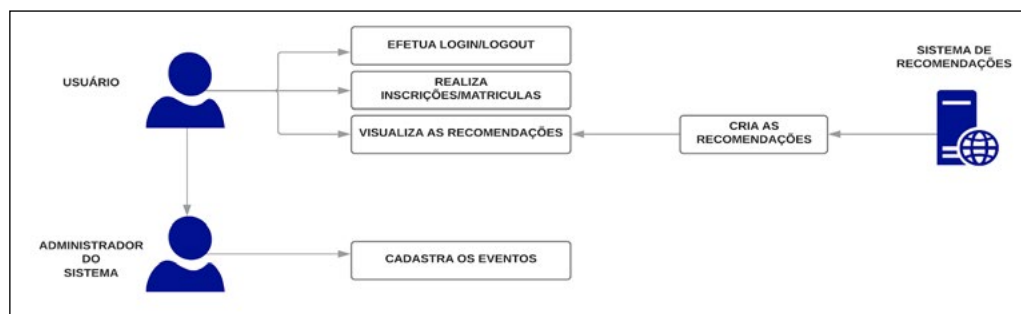 EFETUA LOGIN/LOGOUT
USUÁRIO
REALIZA
INSCRIÇÕES/MATRICULAS
VISUALIZA AS RECOMENDAÇÕES
CRIA AS
RECOMENDAÇÕES
SISTEMA DE
RECOMENDAÇÕES
ADMINISTRADOR
DO
SISTEMA
CADASTRA OS EVENTOS